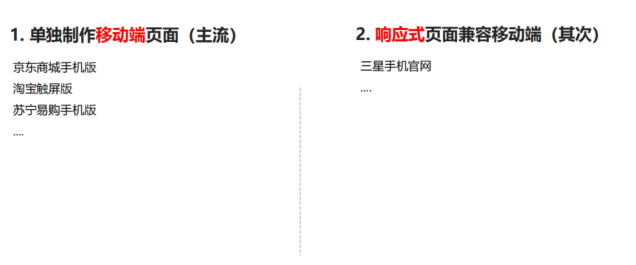 1. 单独制作移动端页面（主流）
京东商城手机版
淘宝触屏版
苏宁易购手机版
....
2. 响应式页面兼容移动端（其次）
三星手机官网
....